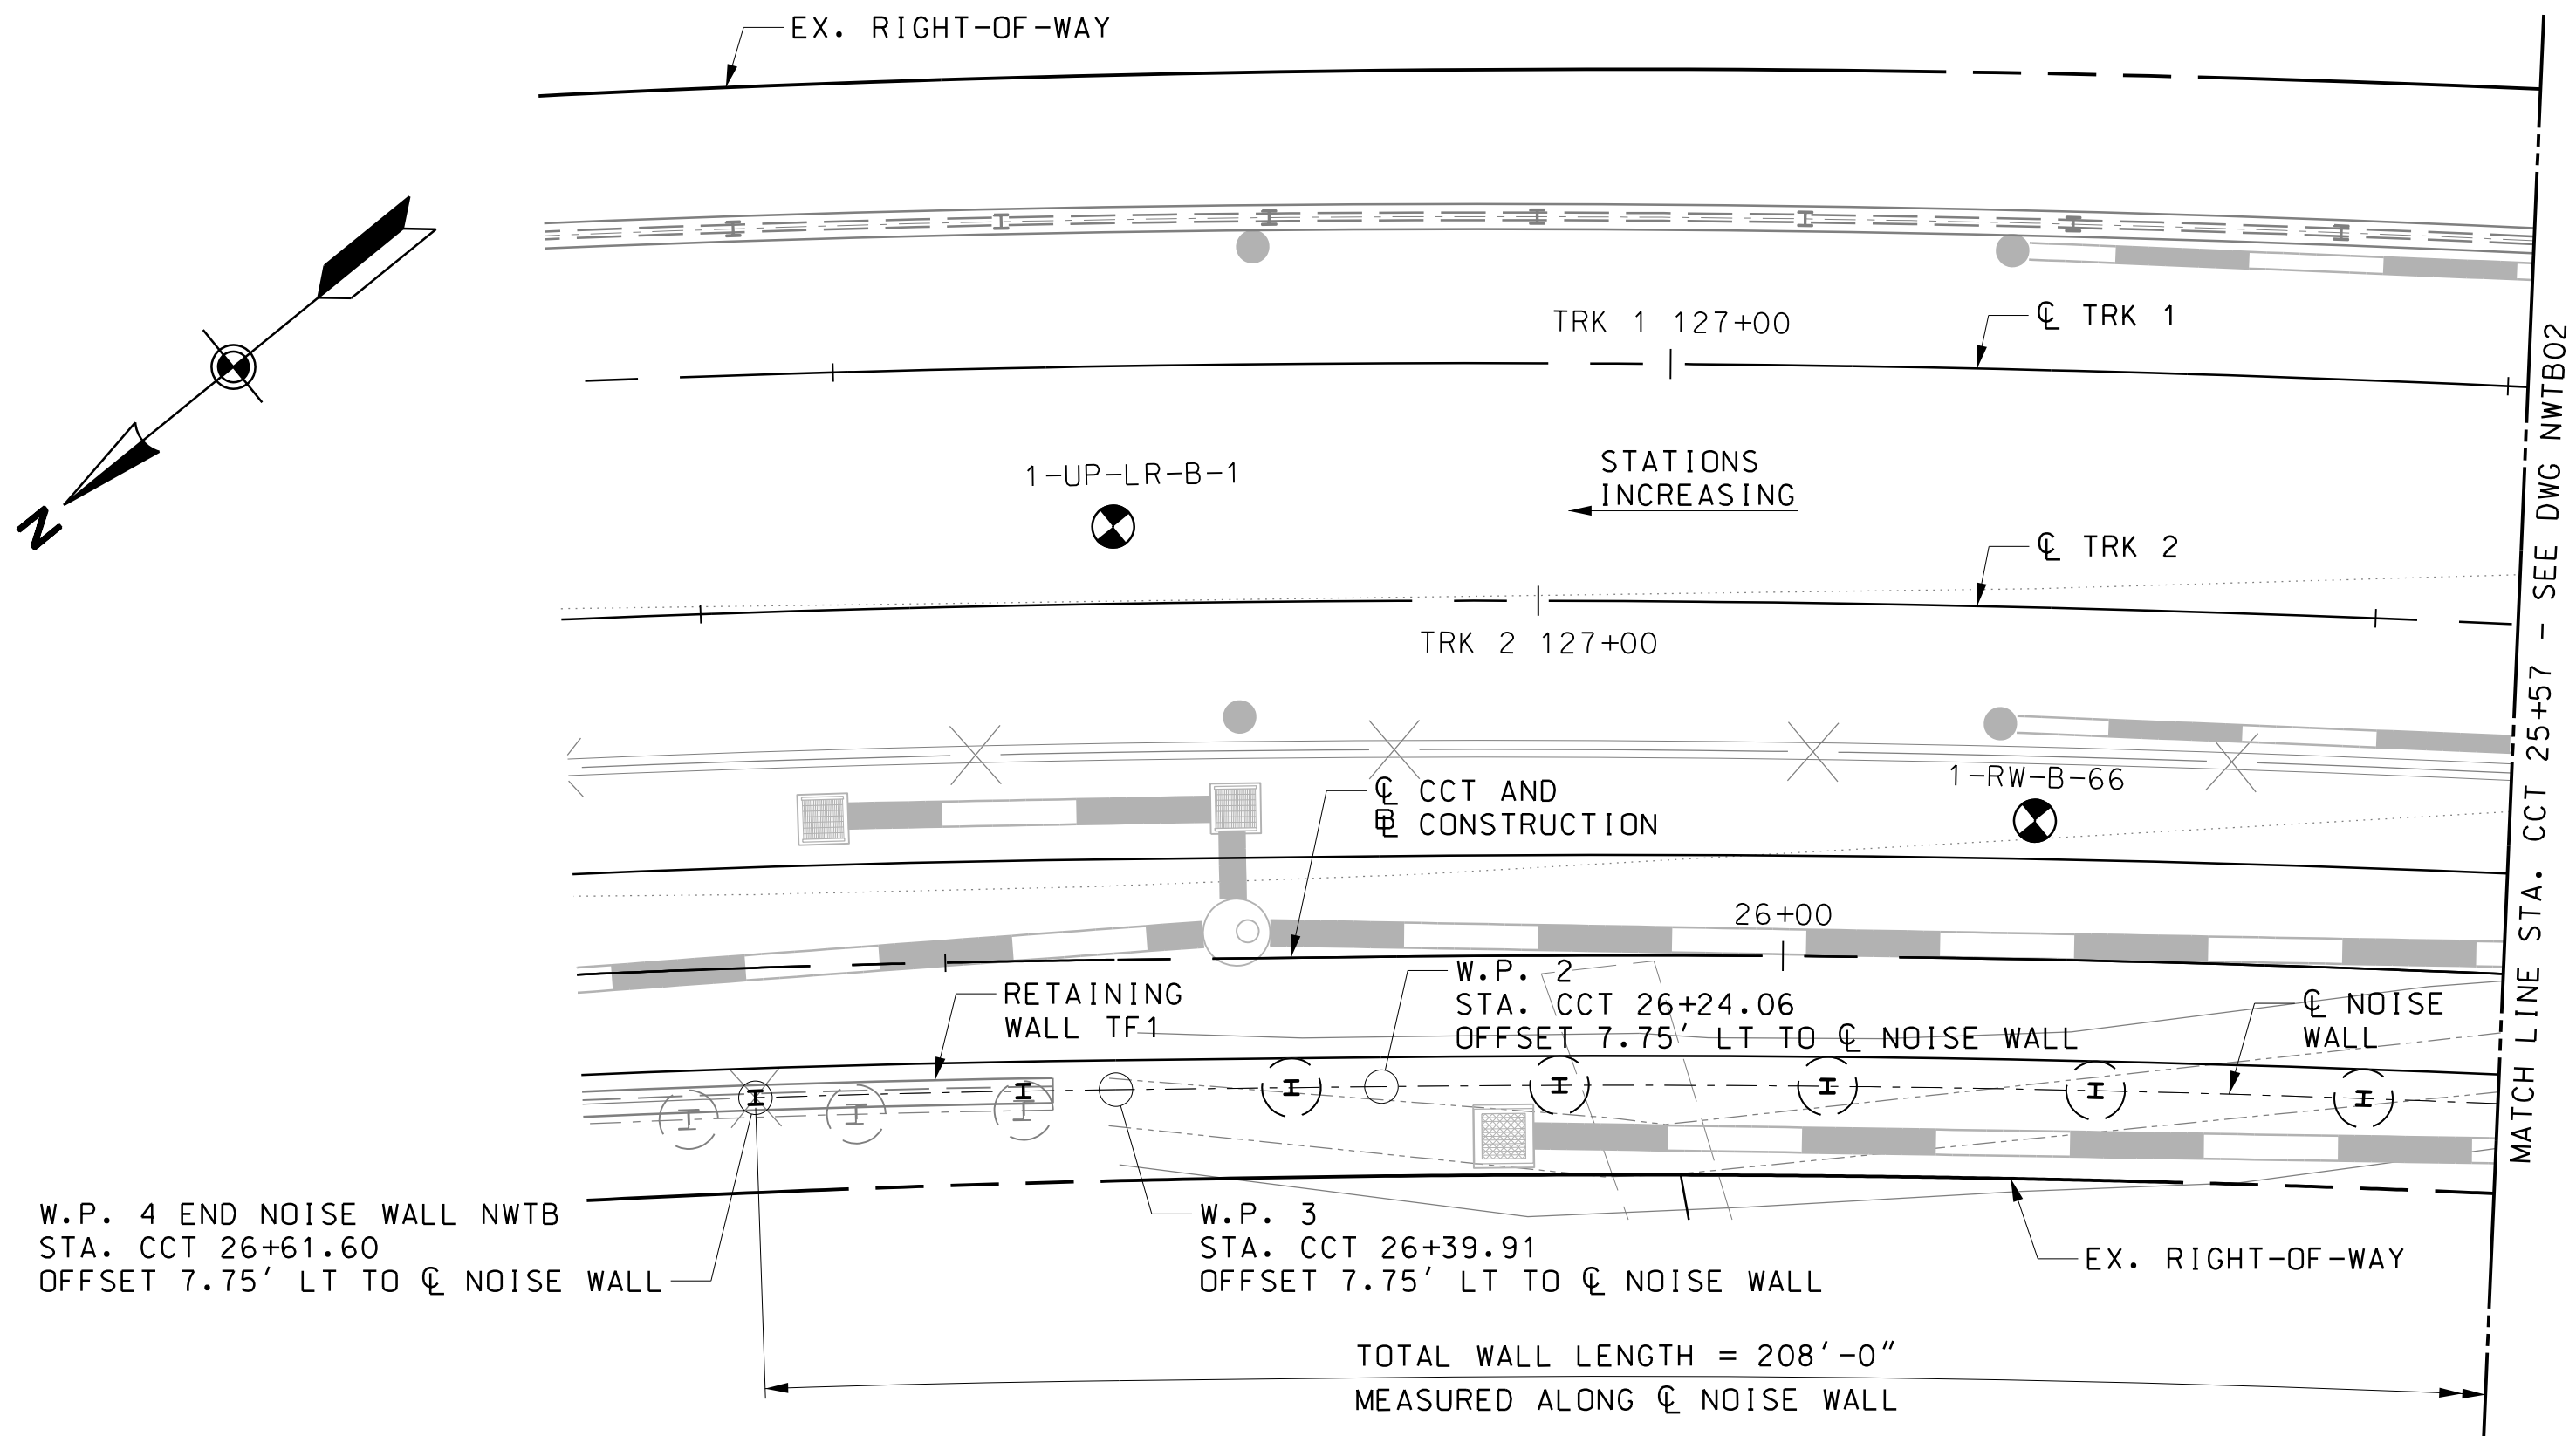 EX. RIGHT-OF-WAY
TRK 1 127+00
℄ TRK 1
1-UP-LR-B-1
STATIONS
INCREASING
N
℄ TRK 2
TRK 2 127+00
1-RW-B-66
℄ CCT AND
BL CONSTRUCTION
26+00
W.P. 2
STA. CCT 26+24.06
OFFSET 7.75' LT TO ℄ NOISE WALL
RETAINING
WALL TF1
℄ NOISE
WALL
W.P. 4 END NOISE WALL NWTB
STA. CCT 26+61.60
OFFSET 7.75' LT TO ℄ NOISE WALL
W.P. 3
STA. CCT 26+39.91
OFFSET 7.75' LT TO ℄ NOISE WALL
EX. RIGHT-OF-WAY
TOTAL WALL LENGTH = 208'-0"
MEASURED ALONG ℄ NOISE WALL
MATCH LINE STA. CCT 25+57 - SEE DWG NWTB02